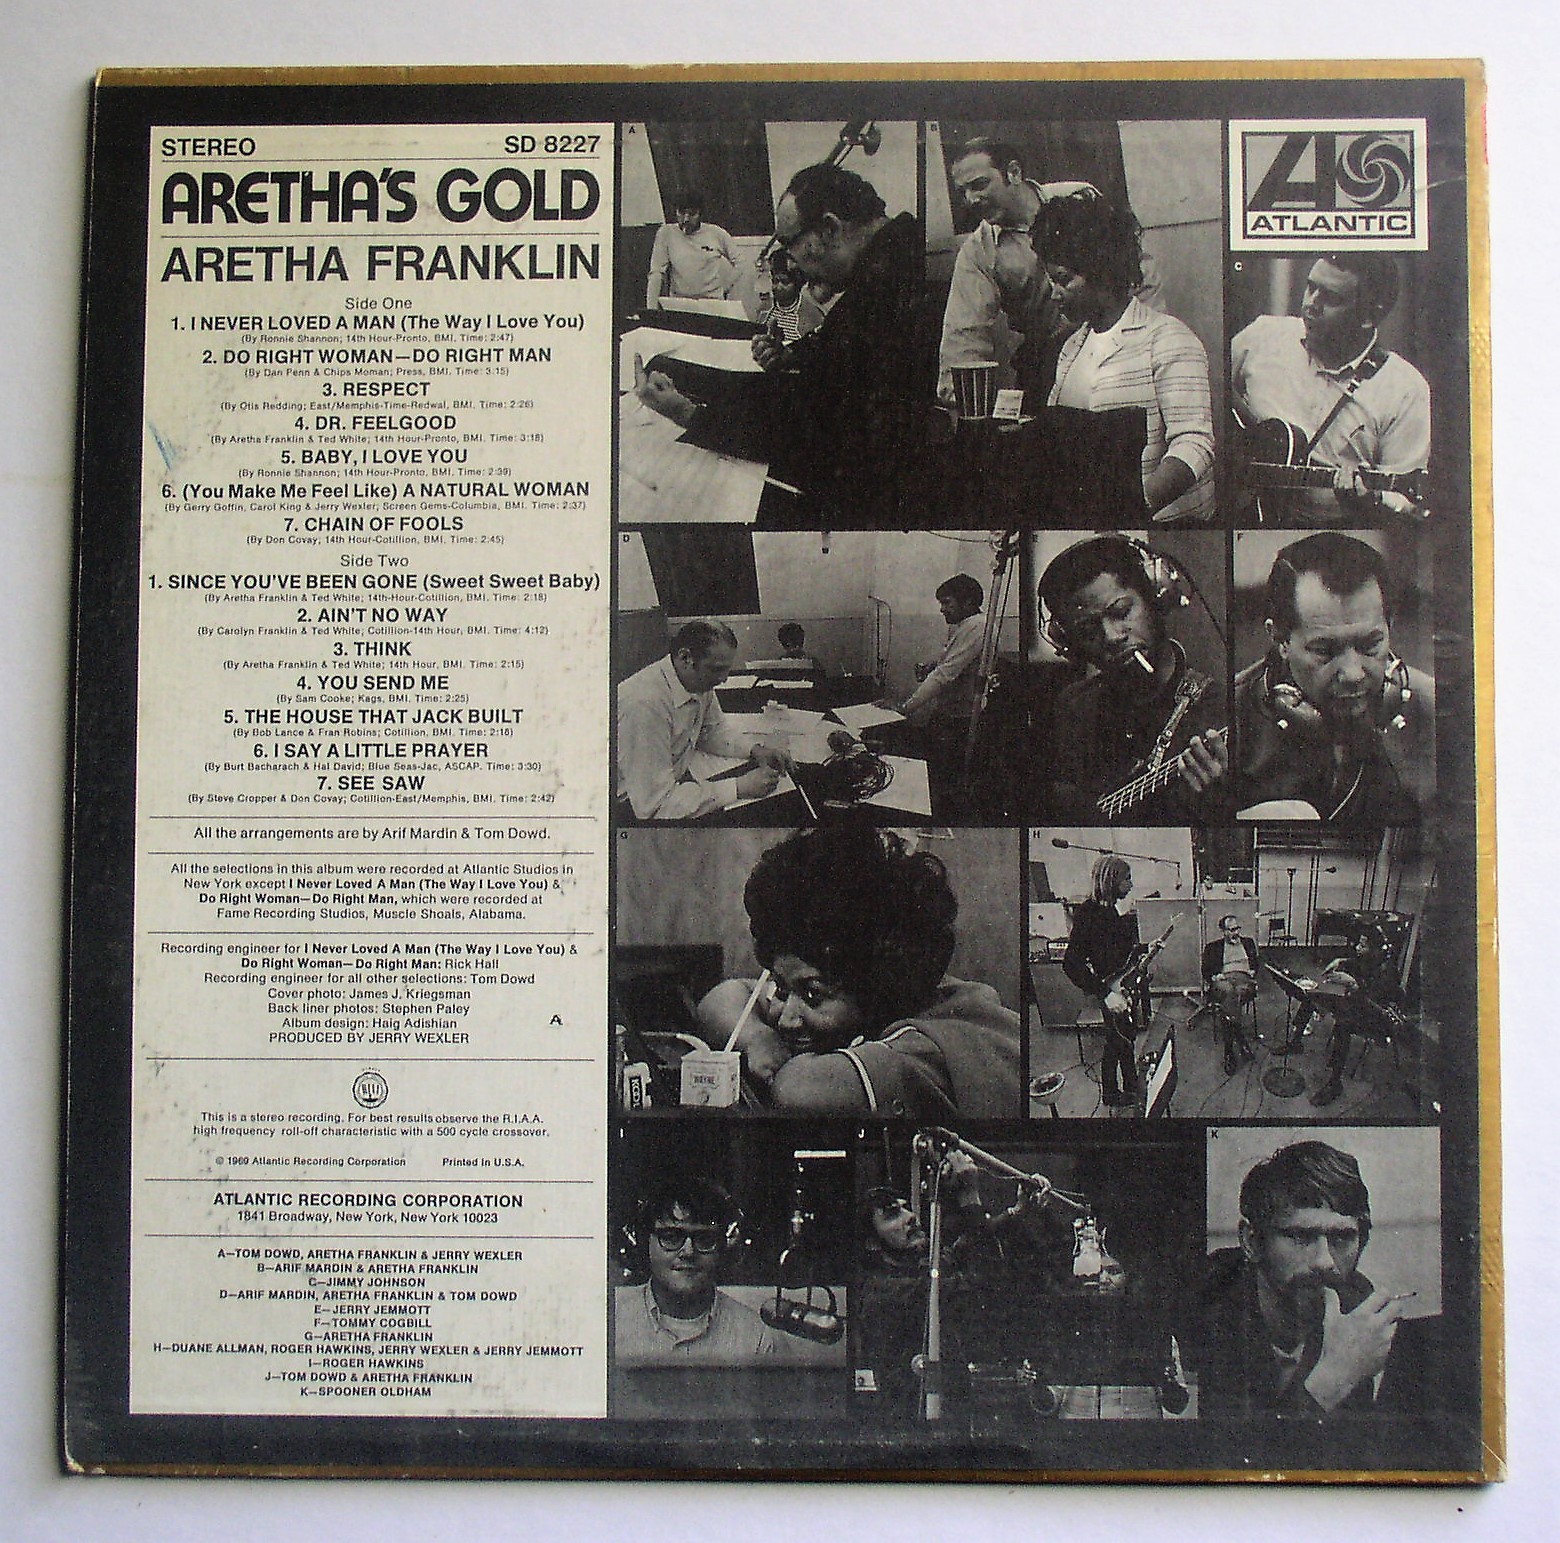 STEREO SD 8227
ARETHA'S GOLD
ARETHA FRANKLIN
Side One
1. I NEVER LOVED A MAN (The Way I Love You)
(By Ronnie Shannon; 14th Hour-Pronto, BMI. Time: 2:47)
2. DO RIGHT WOMAN—DO RIGHT MAN
(By Dan Penn & Chips Moman; Press, BMI. Time: 3:15)
3. RESPECT
(By Otis Redding; East/Memphis-Time-Redwal, BMI. Time: 2:26)
4. DR. FEELGOOD
(By Aretha Franklin & Ted White; 14th Hour-Pronto, BMI. Time: 3:18)
5. BABY, I LOVE YOU
(By Ronnie Shannon; 14th Hour-Pronto, BMI. Time: 2:39)
6. (You Make Me Feel Like) A NATURAL WOMAN
(By Gerry Goffin, Carol King & Jerry Wexler; Screen Gems-Columbia, BMI. Time: 2:37)
7. CHAIN OF FOOLS
(By Don Covay; 14th Hour-Cotillion, BMI. Time: 2:45)
Side Two
1. SINCE YOU'VE BEEN GONE (Sweet Sweet Baby)
(By Aretha Franklin & Ted White; 14th-Hour-Cotillion, BMI. Time: 2:18)
2. AIN'T NO WAY
(By Carolyn Franklin & Ted White; Cotillion-14th Hour, BMI. Time: 4:12)
3. THINK
(By Aretha Franklin & Ted White; 14th Hour, BMI. Time: 2:15)
4. YOU SEND ME
(By Sam Cooke; Kags, BMI. Time: 2:25)
5. THE HOUSE THAT JACK BUILT
(By Bob Lance & Fran Robins; Cotillion, BMI. Time: 2:18)
6. I SAY A LITTLE PRAYER
(By Burt Bacharach & Hal David; Blue Seas-Jac, ASCAP. Time: 3:30)
7. SEE SAW
(By Steve Cropper & Don Covay; Cotillion-East/Memphis, BMI. Time: 2:42)
All the arrangements are by Arif Mardin & Tom Dowd.
All the selections in this album were recorded at Atlantic Studios in
New York except I Never Loved A Man (The Way I Love You) &
Do Right Woman—Do Right Man, which were recorded at
Fame Recording Studios, Muscle Shoals, Alabama.
Recording engineer for I Never Loved A Man (The Way I Love You) &
Do Right Woman—Do Right Man: Rick Hall
Recording engineer for all other selections: Tom Dowd
Cover photo: James J. Kriegsman
Back liner photos: Stephen Paley
Album design: Haig Adishian
A
PRODUCED BY JERRY WEXLER
This is a stereo recording. For best results observe the R.I.A.A.
high frequency roll-off characteristic with a 500 cycle crossover.
© 1969 Atlantic Recording Corporation Printed in U.S.A.
ATLANTIC RECORDING CORPORATION
1841 Broadway, New York, New York 10023
A—TOM DOWD, ARETHA FRANKLIN & JERRY WEXLER
B—ARIF MARDIN & ARETHA FRANKLIN
C—JIMMY JOHNSON
D—ARIF MARDIN, ARETHA FRANKLIN & TOM DOWD
E—JERRY JEMMOTT
F—TOMMY COGBILL
G—ARETHA FRANKLIN
H—DUANE ALLMAN, ROGER HAWKINS, JERRY WEXLER & JERRY JEMMOTT
I—ROGER HAWKINS
J—TOM DOWD & ARETHA FRANKLIN
K—SPOONER OLDHAM
A
B
A
ATLANTIC
C
D
E
F
G
WAYNE
H
I
J
K